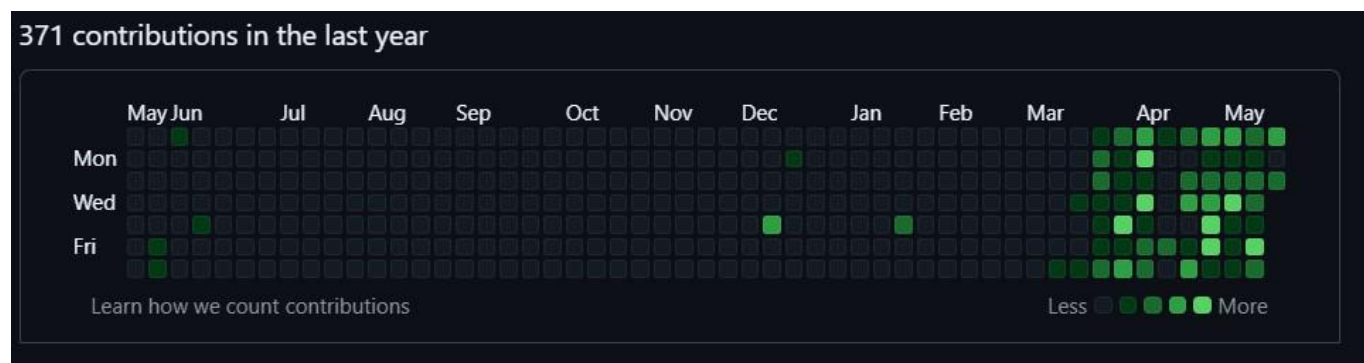 371 contributions in the last year
May Jun Jul Aug Sep Oct Nov Dec Jan Feb Mar Apr May
Mon
Wed
Fri
Learn how we count contributions
Less More